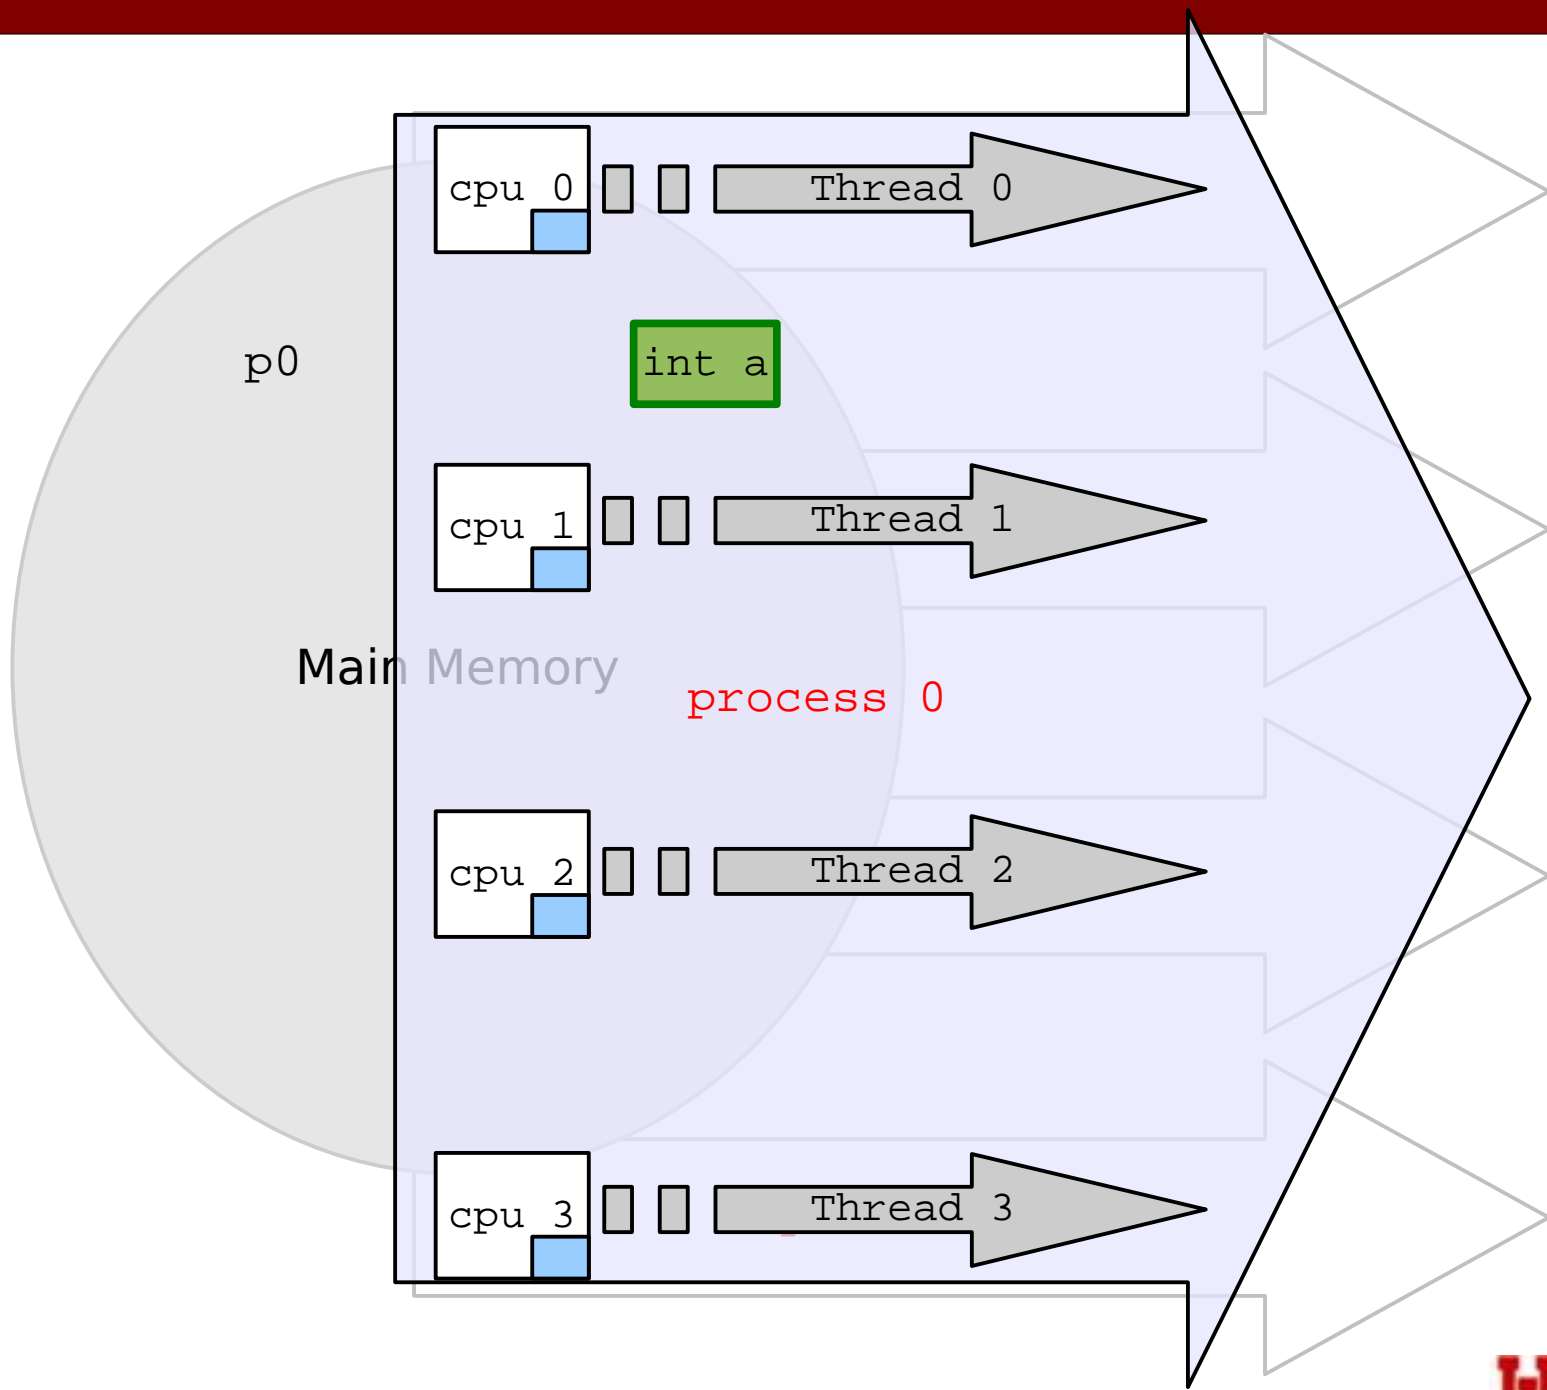 cpu 0
Thread 0
p0
int a
cpu 1
Thread 1
Main Memory
process 0
cpu 2
Thread 2
cpu 3
Thread 3